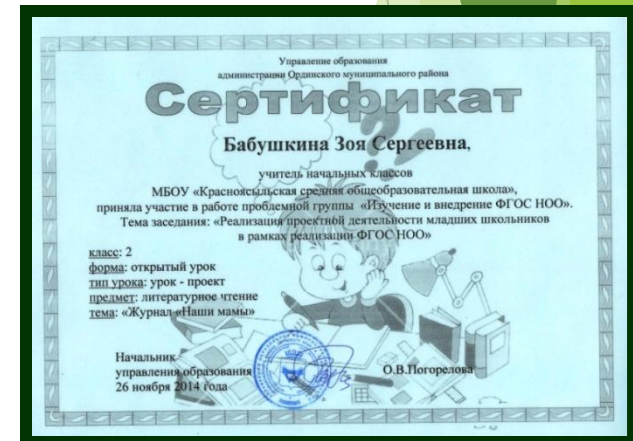 Управление образования
администрации Ординского муниципального района
Сертификат
Бабушкина Зоя Сергеевна,
учитель начальных классов
МБОУ «Красноясыльская средняя общеобразовательная школа»,
приняла участие в работе проблемной группы «Изучение и внедрение ФГОС НОО».
Тема заседания: «Реализация проектной деятельности младших школьников
в рамках реализации ФГОС НОО»
класс: 2
форма: открытый урок
тип урока: урок - проект
предмет: литературное чтение
тема: «Журнал «Наши мамы»
Начальник
управления образования
О.В.Погорелова
26 ноября 2014 года